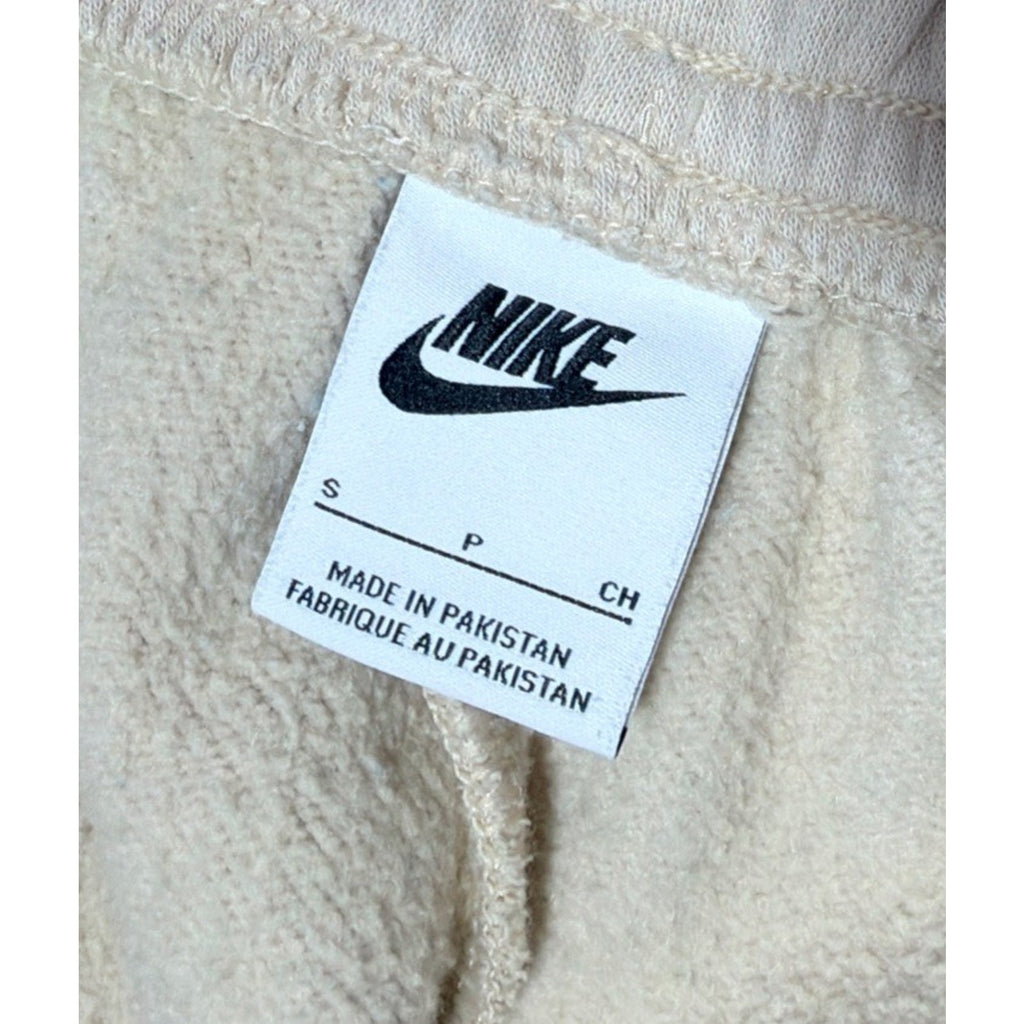 NIKE
S P CH
MADE IN PAKISTAN
FABRIQUE AU PAKISTAN